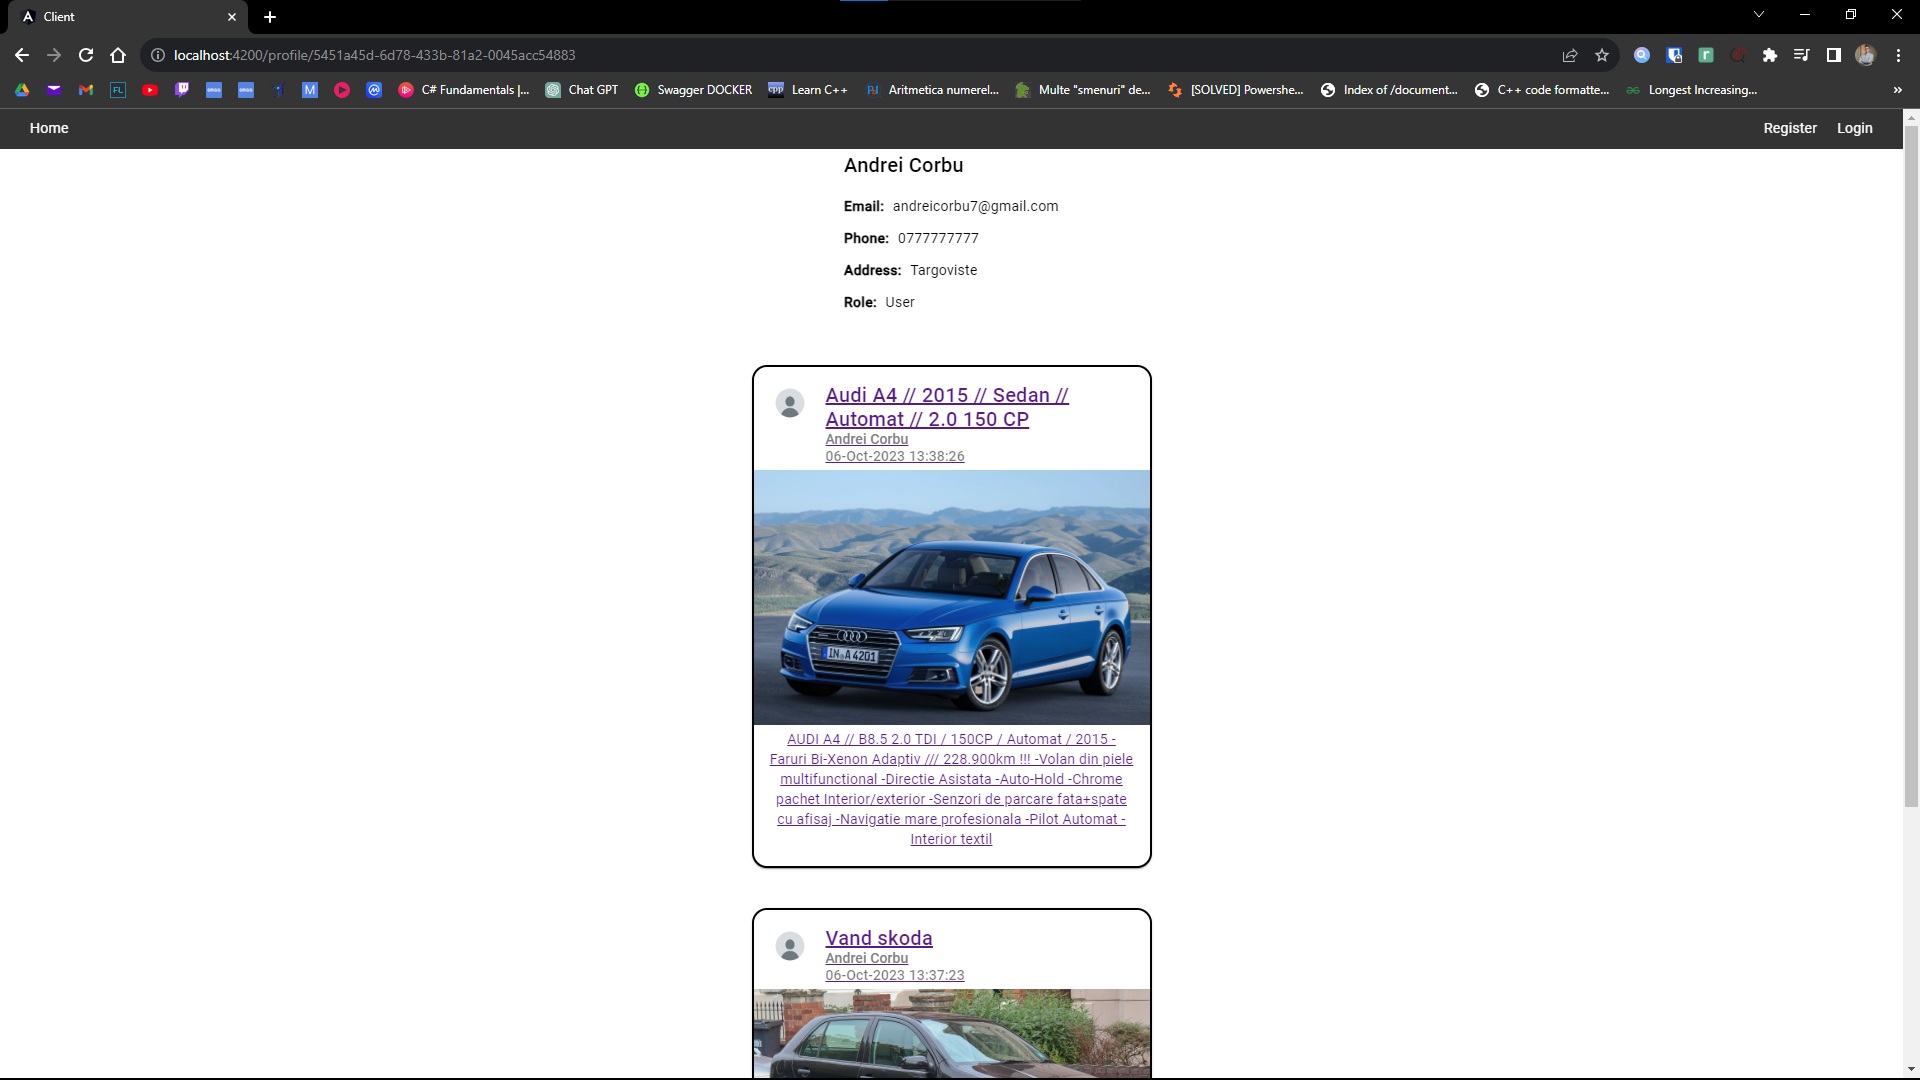 Client
localhost:4200/profile/5451a45d-6d78-433b-81a2-0045acc54883
FL
M
C# Fundamentals |...
Chat GPT
Swagger DOCKER
Learn C++
Aritmetica numerel...
Multe "smenuri" de...
[SOLVED] Powershe...
Index of /document...
C++ code formatte...
Longest Increasing...
Home
Register
Login
Andrei Corbu
Email: andreicorbu7@gmail.com
Phone: 0777777777
Address: Targoviste
Role: User
Audi A4 // 2015 // Sedan //
Automat // 2.0 150 CP
Andrei Corbu
06-Oct-2023 13:38:26
IN A 4201
AUDI A4 // B8.5 2.0 TDI / 150CP / Automat / 2015 -
Faruri Bi-Xenon Adaptiv /// 228.900km !!! -Volan din piele
multifunctional -Directie Asistata -Auto-Hold -Chrome
pachet Interior/exterior -Senzori de parcare fata+spate
cu afisaj -Navigatie mare profesionala -Pilot Automat -
Interior textil
Vand skoda
Andrei Corbu
06-Oct-2023 13:37:23